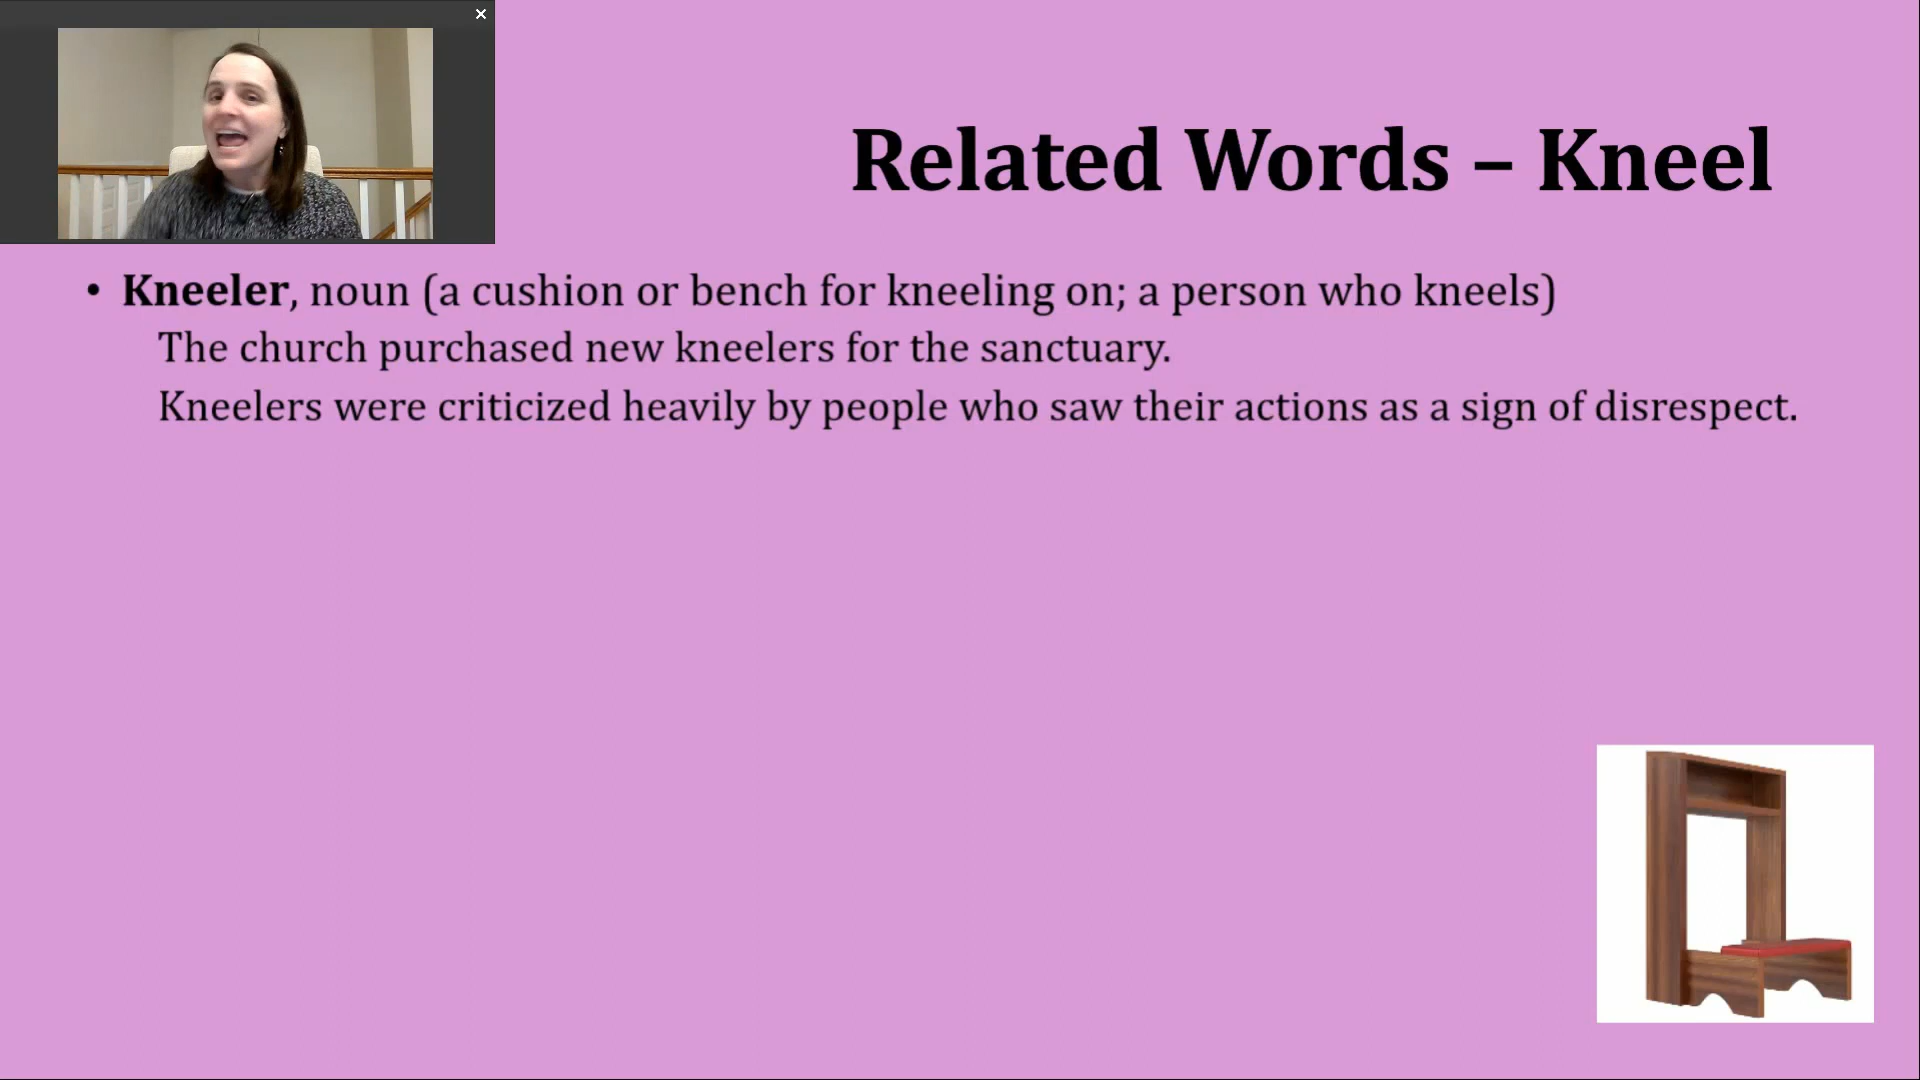 Related Words – Kneel
• Kneeler, noun (a cushion or bench for kneeling on; a person who kneels)
The church purchased new kneelers for the sanctuary.
Kneelers were criticized heavily by people who saw their actions as a sign of disrespect.